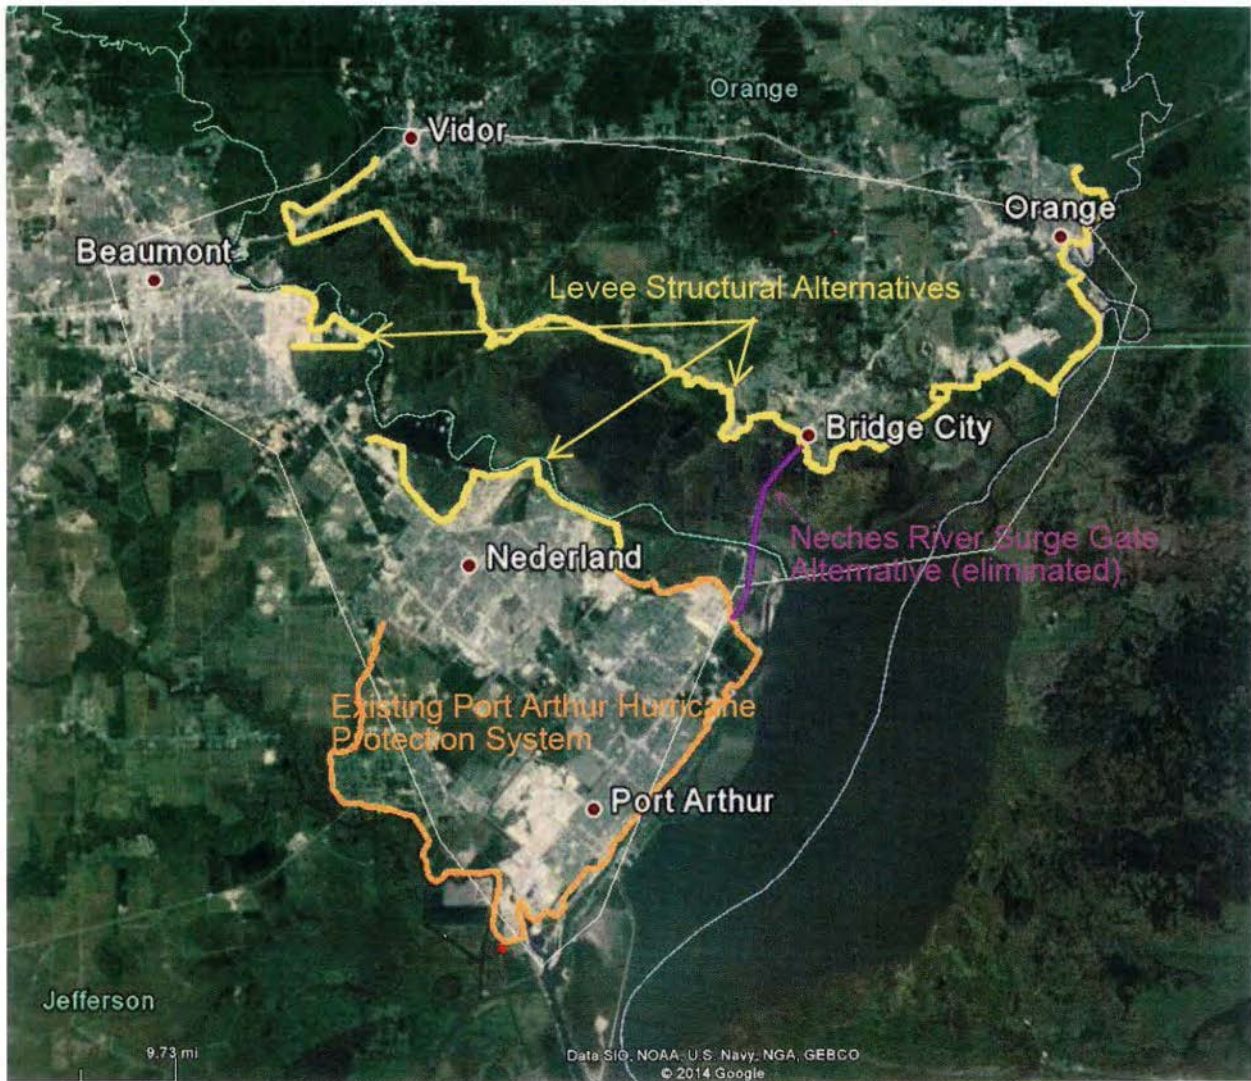 Orange
Vidor
Orange
Beaumont
Levee Structural Alternatives
Bridge City
Neches River Surge Gate
Alternative (eliminated)
Nederland
Existing Port Arthur Hurricane
Protection System
Port Arthur
Jefferson
9.73 mi
Data SIO, NOAA, U.S. Navy, NGA, GEBCO
© 2014 Google